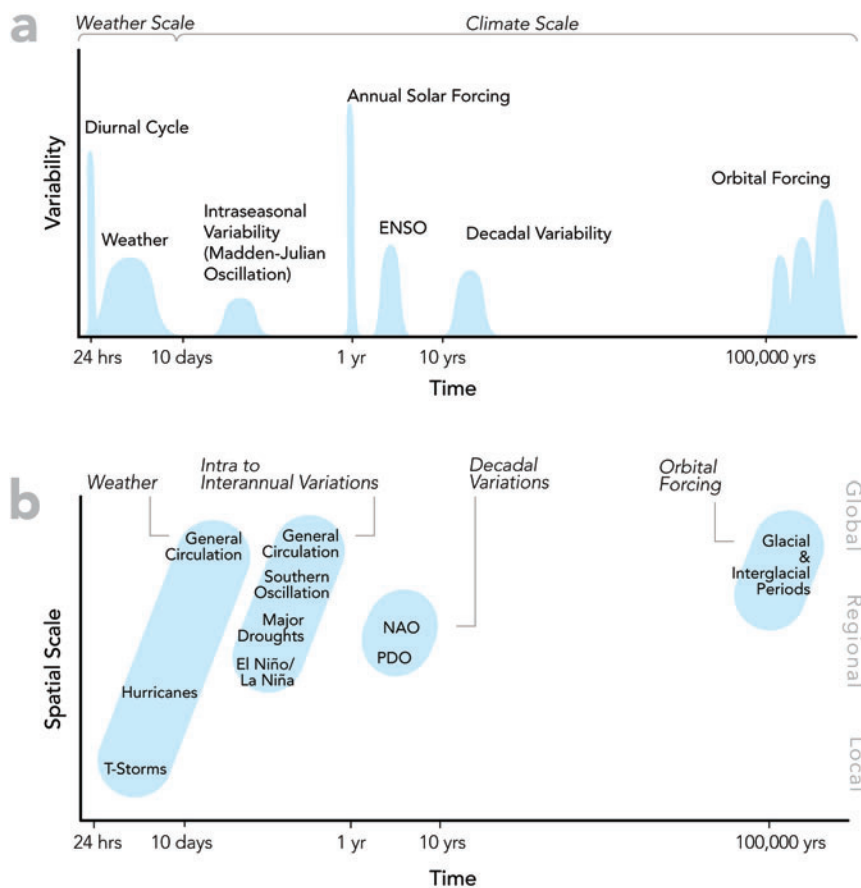 a
Weather Scale
Climate Scale
Variability
Diurnal Cycle
Weather
Intraseasonal
Variability
(Madden-Julian
Oscillation)
Annual Solar Forcing
ENSO
Decadal Variability
Orbital Forcing
24 hrs
10 days
1 yr
10 yrs
100,000 yrs
Time
b
Weather
Intra to
Interannual Variations
Decadal
Variations
Orbital
Forcing
Spatial Scale
General
Circulation
Hurricanes
T-Storms
General
Circulation
Southern
Oscillation
Major
Droughts
El Niño/
La Niña
NAO
PDO
Glacial
&
Interglacial
Periods
Global
Regional
Local
24 hrs
10 days
1 yr
10 yrs
100,000 yrs
Time